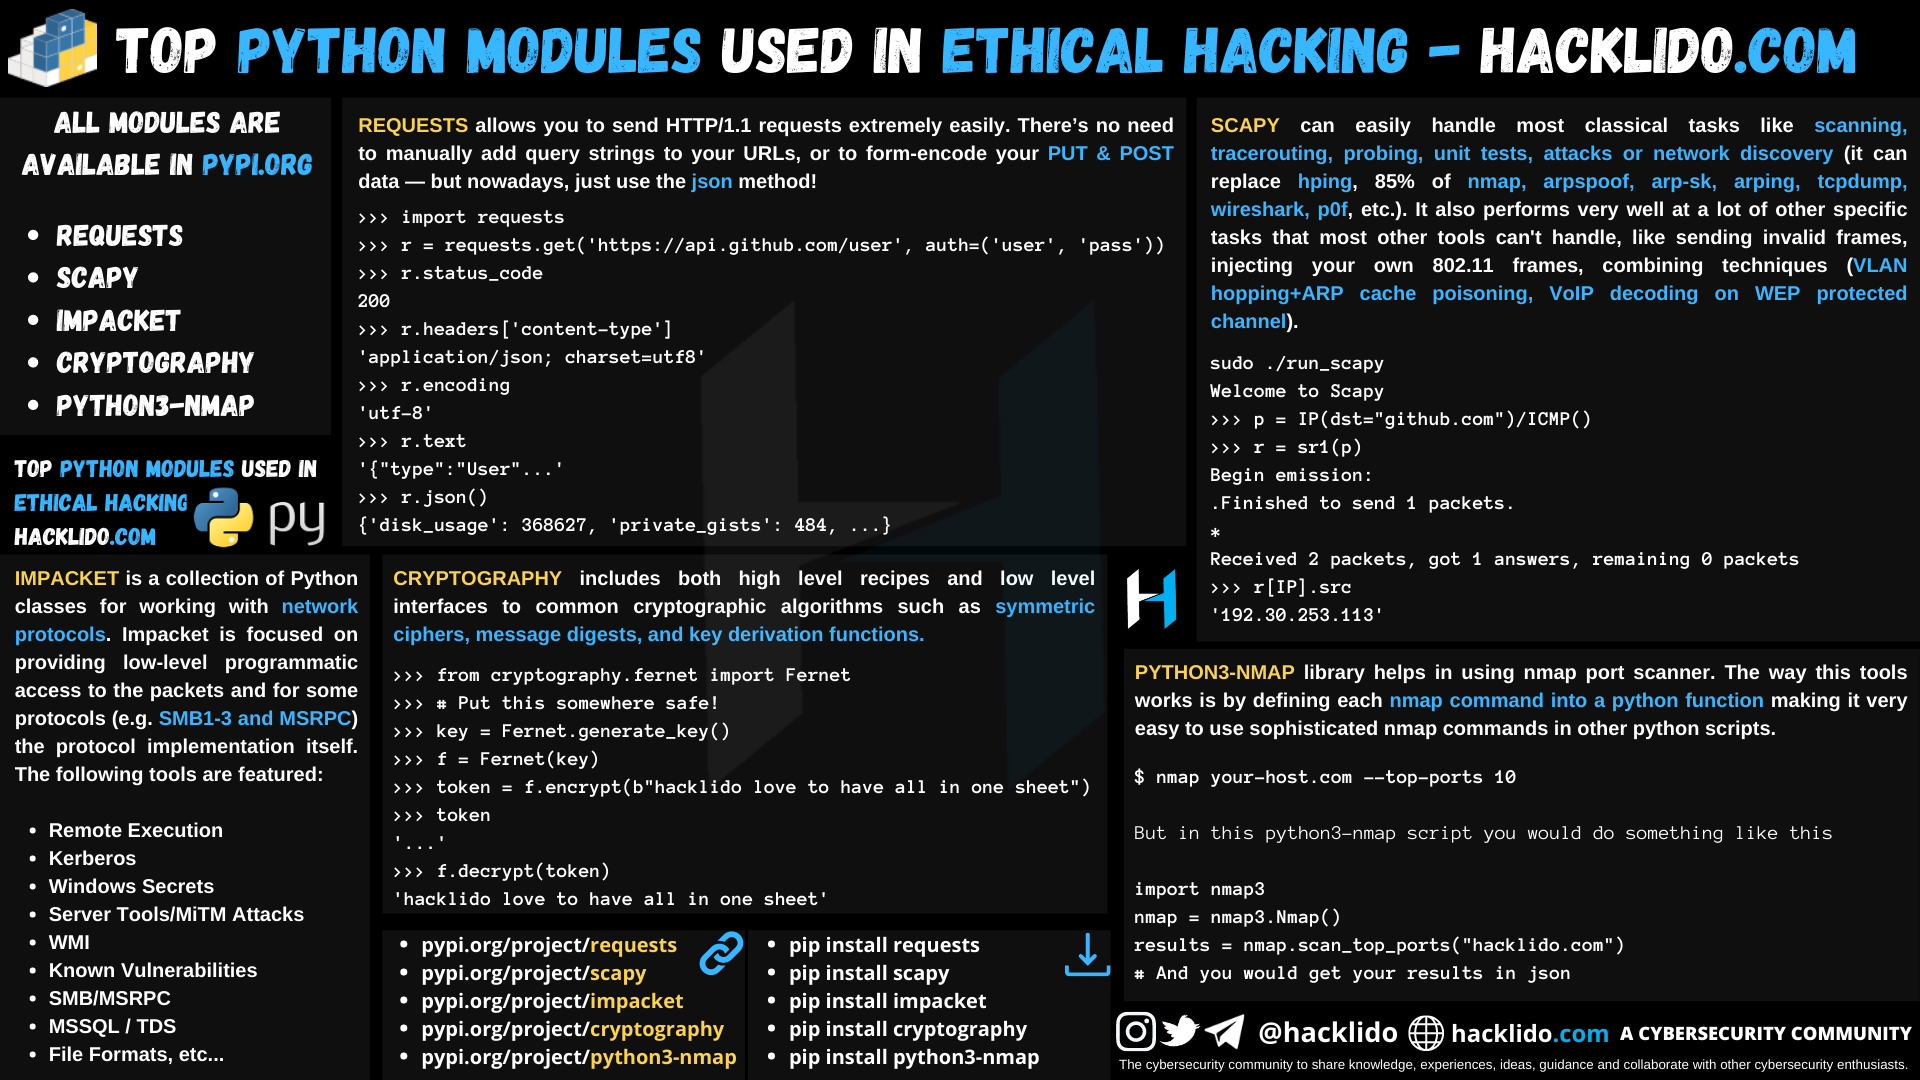 TOP PYTHON MODULES USED IN ETHICAL HACKING - HACKLIDO.COM
ALL MODULES ARE
AVAILABLE IN PYPI.ORG
• REQUESTS
• SCAPY
• IMPACKET
• CRYPTOGRAPHY
• PYTHON3-NMAP
TOP PYTHON MODULES USED IN
ETHICAL HACKING
HACKLIDO.COM
py
REQUESTS allows you to send HTTP/1.1 requests extremely easily. There’s no need
to manually add query strings to your URLs, or to form-encode your PUT & POST
data — but nowadays, just use the json method!
>>> import requests
>>> r = requests.get('https://api.github.com/user', auth=('user', 'pass'))
>>> r.status_code
200
>>> r.headers['content-type']
'application/json; charset=utf8'
>>> r.encoding
'utf-8'
>>> r.text
'{"type":"User"...'
>>> r.json()
{'disk_usage': 368627, 'private_gists': 484, ...}
SCAPY can easily handle most classical tasks like scanning,
tracerouting, probing, unit tests, attacks or network discovery (it can
replace hping, 85% of nmap, arpspoof, arp-sk, arping, tcpdump,
wireshark, p0f, etc.). It also performs very well at a lot of other specific
tasks that most other tools can't handle, like sending invalid frames,
injecting your own 802.11 frames, combining techniques (VLAN
hopping+ARP cache poisoning, VoIP decoding on WEP protected
channel).
sudo ./run_scapy
Welcome to Scapy
>>> p = IP(dst="github.com")/ICMP()
>>> r = sr1(p)
Begin emission:
.Finished to send 1 packets.
*
Received 2 packets, got 1 answers, remaining 0 packets
>>> r[IP].src
'192.30.253.113'
IMPACKET is a collection of Python
classes for working with network
protocols. Impacket is focused on
providing low-level programmatic
access to the packets and for some
protocols (e.g. SMB1-3 and MSRPC)
the protocol implementation itself.
The following tools are featured:
• Remote Execution
• Kerberos
• Windows Secrets
• Server Tools/MiTM Attacks
• WMI
• Known Vulnerabilities
• SMB/MSRPC
• MSSQL / TDS
• File Formats, etc...
CRYPTOGRAPHY includes both high level recipes and low level
interfaces to common cryptographic algorithms such as symmetric
ciphers, message digests, and key derivation functions.
>>> from cryptography.fernet import Fernet
>>> # Put this somewhere safe!
>>> key = Fernet.generate_key()
>>> f = Fernet(key)
>>> token = f.encrypt(b"hacklido love to have all in one sheet")
>>> token
'...'
>>> f.decrypt(token)
'hacklido love to have all in one sheet'
• pypi.org/project/requests
• pypi.org/project/scapy
• pypi.org/project/impacket
• pypi.org/project/cryptography
• pypi.org/project/python3-nmap
• pip install requests
• pip install scapy
• pip install impacket
• pip install cryptography
• pip install python3-nmap
H
PYTHON3-NMAP library helps in using nmap port scanner. The way this tools
works is by defining each nmap command into a python function making it very
easy to use sophisticated nmap commands in other python scripts.
$ nmap your-host.com --top-ports 10
But in this python3-nmap script you would do something like this
import nmap3
nmap = nmap3.Nmap()
results = nmap.scan_top_ports("hacklido.com")
# And you would get your results in json
@hacklido hacklido.com A CYBERSECURITY COMMUNITY
The cybersecurity community to share knowledge, experiences, ideas, guidance and collaborate with other cybersecurity enthusiasts.